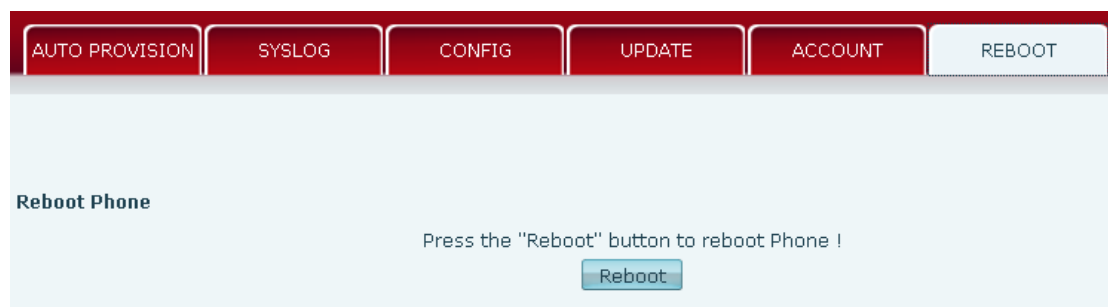 AUTO PROVISION SYSLOG CONFIG UPDATE ACCOUNT REBOOT
Reboot Phone
Press the "Reboot" button to reboot Phone !
Reboot